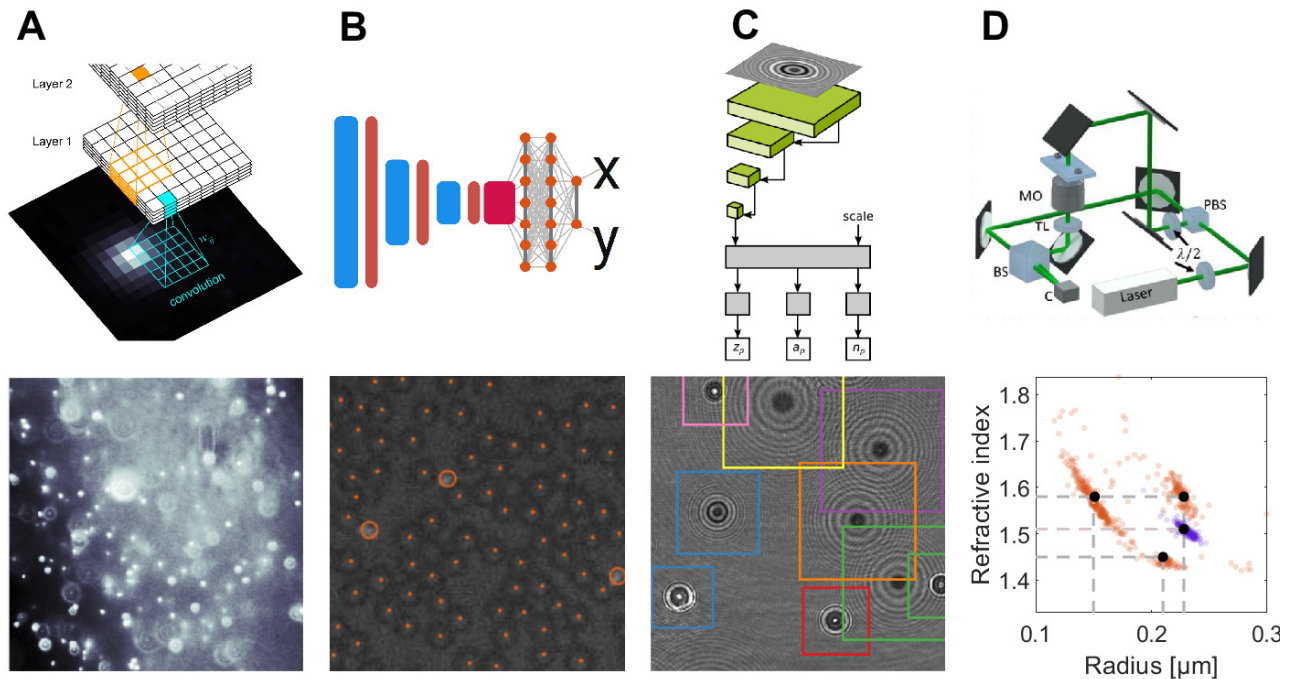 A
B
C
D
Layer 2
Layer 1
w_ij
convolution
x
y
scale
z_p
a_p
n_p
MO
TL
BS
C
Laser
PBS
λ/2
Refractive index
1.8
1.7
1.6
1.5
1.4
0.1
0.2
0.3
Radius [µm]